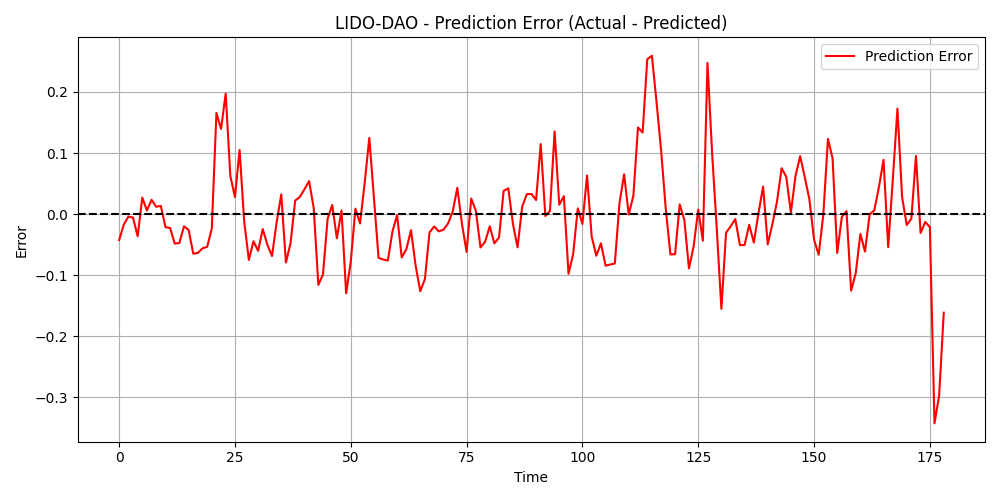 LIDO-DAO - Prediction Error (Actual - Predicted)
Prediction Error
Error
0.2
0.1
0.0
−0.1
−0.2
−0.3
0 25 50 75 100 125 150 175
Time